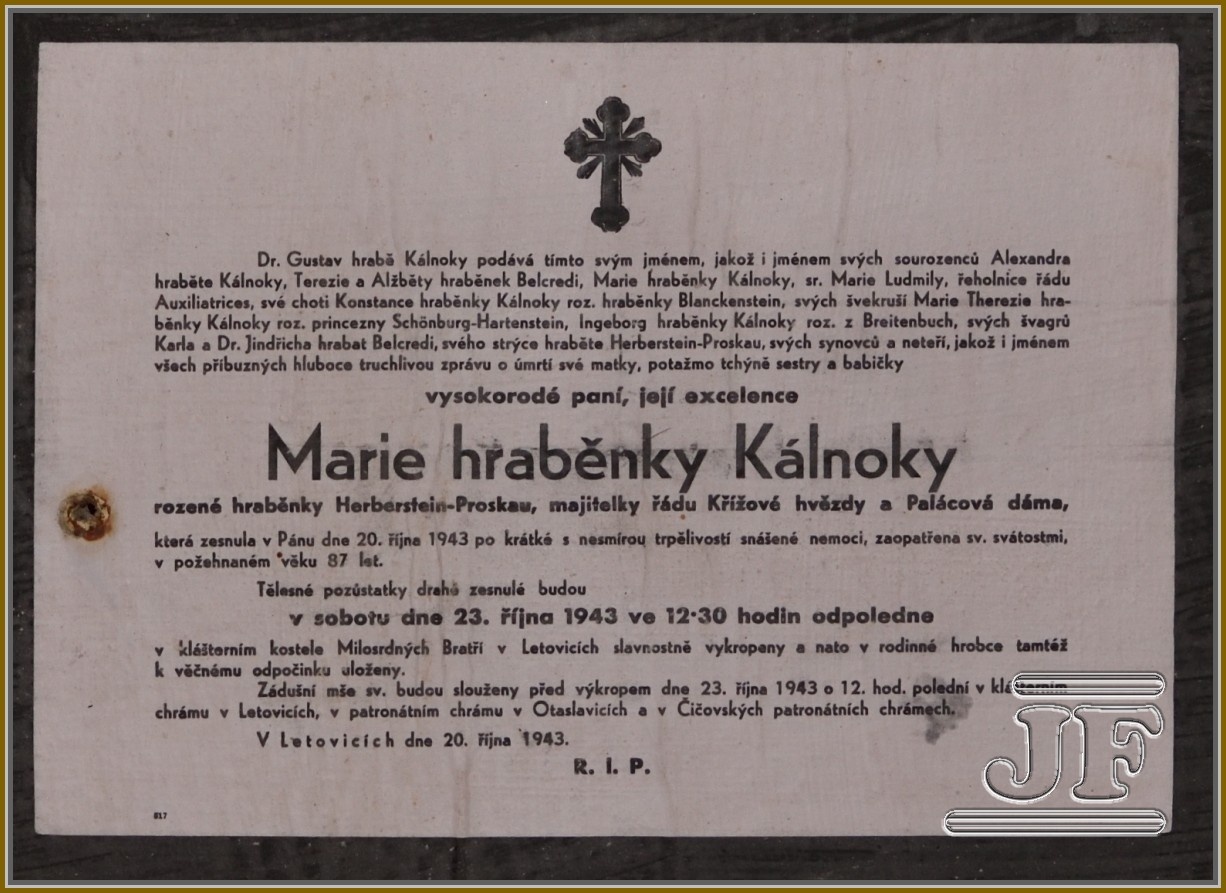 Dr. Gustav hrabě Kálnoky podává tímto svým jménem, jakož i jménem svých sourozenců Alexandra
hraběte Kálnoky, Terezie a Alžběty hraběnek Belcredi, Marie hraběnky Kálnoky, sr. Marie Ludmily, řeholnice řádu
Auxiliatrices, své choti Konstance hraběnky Kálnoky roz. hraběnky Blanckenstein, svých švekruší Marie Therezie hra-
běnky Kálnoky roz. princezny Schönburg-Hartenstein, Ingeborg hraběnky Kálnoky roz. z Breitenbuch, svých švagrů
Karla a Dr. Jindřicha hrabat Belcredi, svého strýce hraběte Herberstein-Proskau, svých synovců a neteří, jakož i jménem
všech příbuzných hluboce truchlivou zprávu o úmrtí své matky, potažmo tchýně sestry a babičky
vysokorodé paní, její excelence
Marie hraběnky Kálnoky
rozené hraběnky Herberstein-Proskau, majitelky řádu Křížové hvězdy a Palácová dáma,
která zesnula v Pánu dne 20. října 1943 po krátké s nesmírou trpělivostí snášené nemoci, zaopatřena sv. svátostmi,
v požehnaném věku 87 let.
Tělesné pozůstatky drahé zesnulé budou
v sobotu dne 23. října 1943 ve 12·30 hodin odpoledne
v klášterním kostele Milosrdných Bratří v Letovicích slavnostně vykropeny a nato v rodinné hrobce tamtéž
k věčnému odpočinku uloženy.
Zádušní mše sv. budou slouženy před výkropem dne 23. října 1943 o 12. hod. polední v klášterním
chrámu v Letovicích, v patronátním chrámu v Otaslavicích a v Čičovských patronátních chrámech.
V Letovicích dne 20. října 1943.
R. I. P.
817
JF